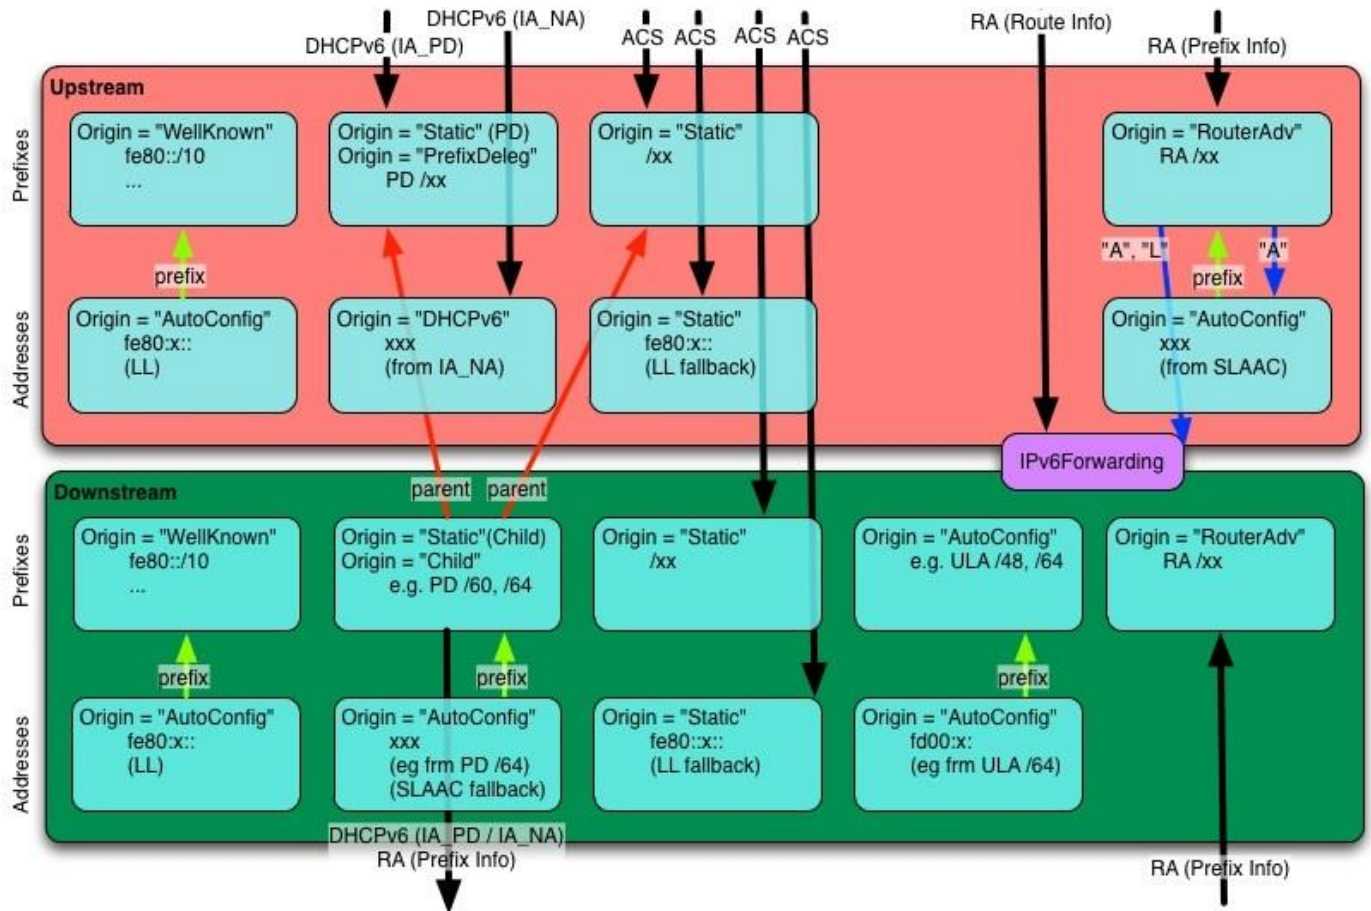 DHCPv6 (IA_NA)
DHCPv6 (IA_PD)
ACS
ACS
ACS
ACS
RA (Route Info)
RA (Prefix Info)
Upstream
Prefixes
Origin = "WellKnown"
fe80::/10
...
Origin = "Static" (PD)
Origin = "PrefixDeleg"
PD /xx
Origin = "Static"
/xx
Origin = "RouterAdv"
RA /xx
prefix
"A", "L"
prefix
"A"
Addresses
Origin = "AutoConfig"
fe80:x::
(LL)
Origin = "DHCPv6"
xxx
(from IA_NA)
Origin = "Static"
fe80:x::
(LL fallback)
Origin = "AutoConfig"
xxx
(from SLAAC)
IPv6Forwarding
Downstream
parent
parent
Prefixes
Origin = "WellKnown"
fe80::/10
...
Origin = "Static"(Child)
Origin = "Child"
e.g. PD /60, /64
Origin = "Static"
/xx
Origin = "AutoConfig"
e.g. ULA /48, /64
Origin = "RouterAdv"
RA /xx
prefix
prefix
prefix
Addresses
Origin = "AutoConfig"
fe80:x::
(LL)
Origin = "AutoConfig"
xxx
(eg frm PD /64)
(SLAAC fallback)
Origin = "Static"
fe80::x::
(LL fallback)
Origin = "AutoConfig"
fd00:x:
(eg frm ULA /64)
DHCPv6 (IA_PD / IA_NA)
RA (Prefix Info)
RA (Prefix Info)